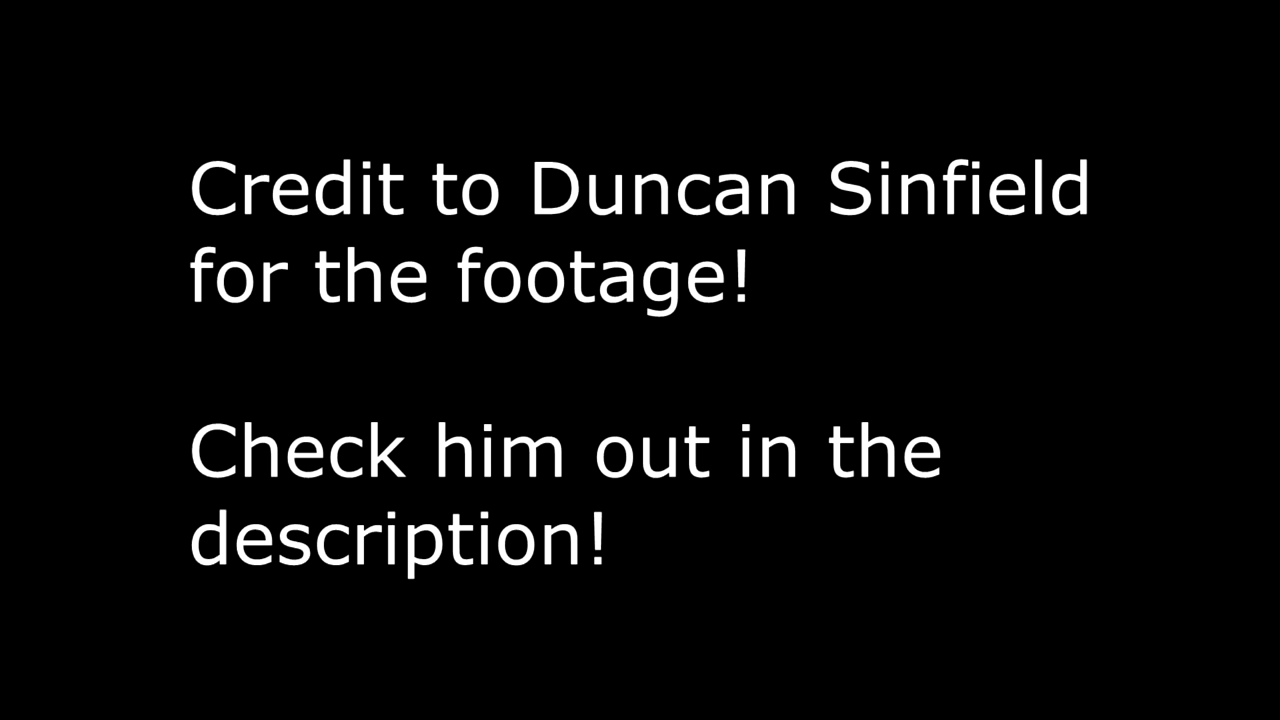 Credit to Duncan Sinfield
for the footage!
Check him out in the
description!